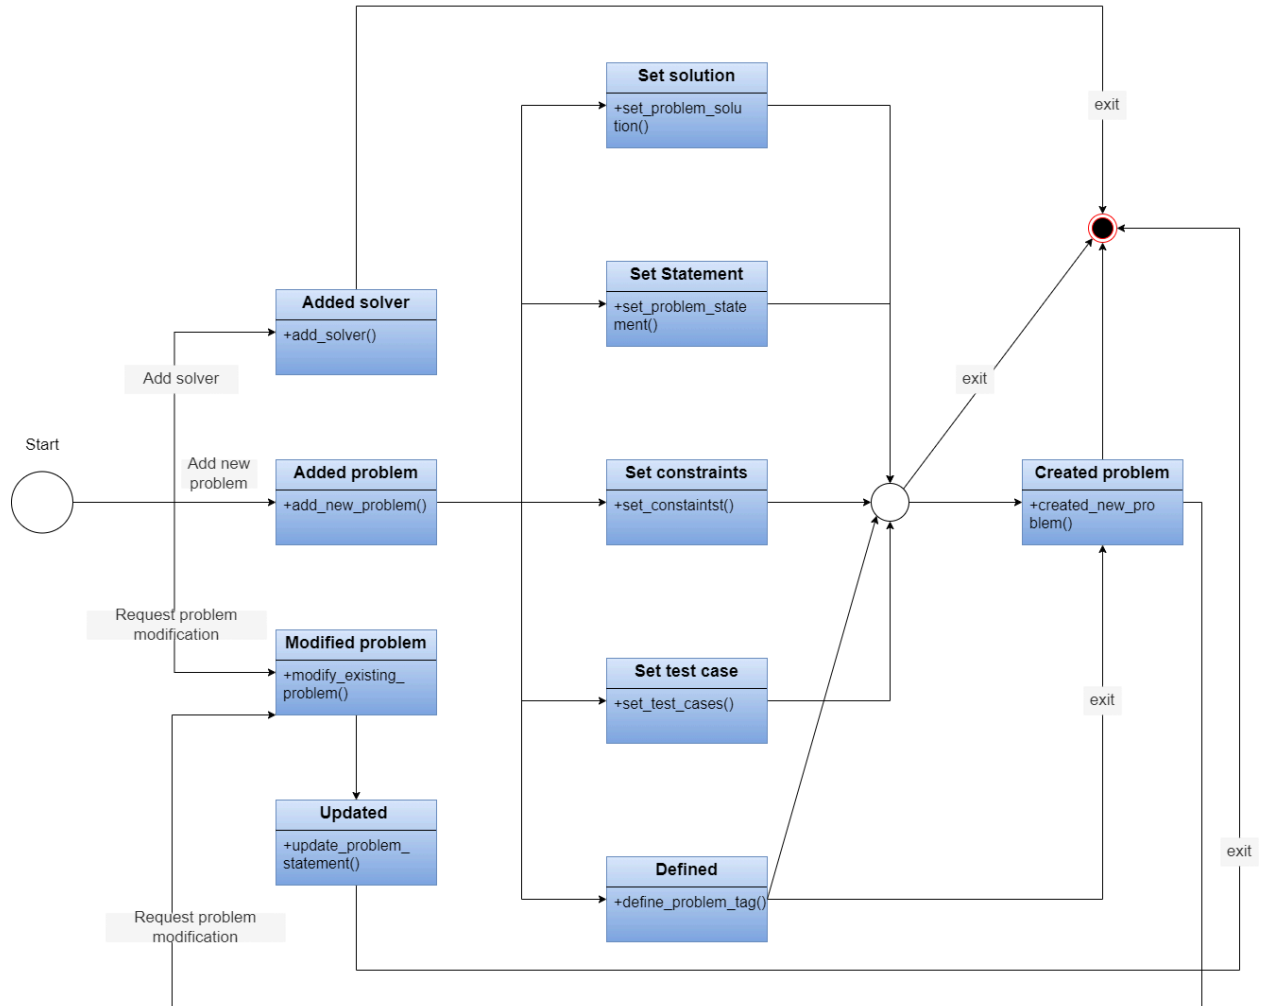 Set solution
+set_problem_solu
tion()
exit
Set Statement
+set_problem_state
ment()
Added solver
+add_solver()
Add solver
exit
Start
Add new
problem
Added problem
+add_new_problem()
Set constraints
+set_constaintst()
Created problem
+created_new_pro
blem()
Request problem
modification
Modified problem
+modify_existing_
problem()
Set test case
+set_test_cases()
exit
Updated
+update_problem_
statement()
exit
Defined
+define_problem_tag()
Request problem
modification